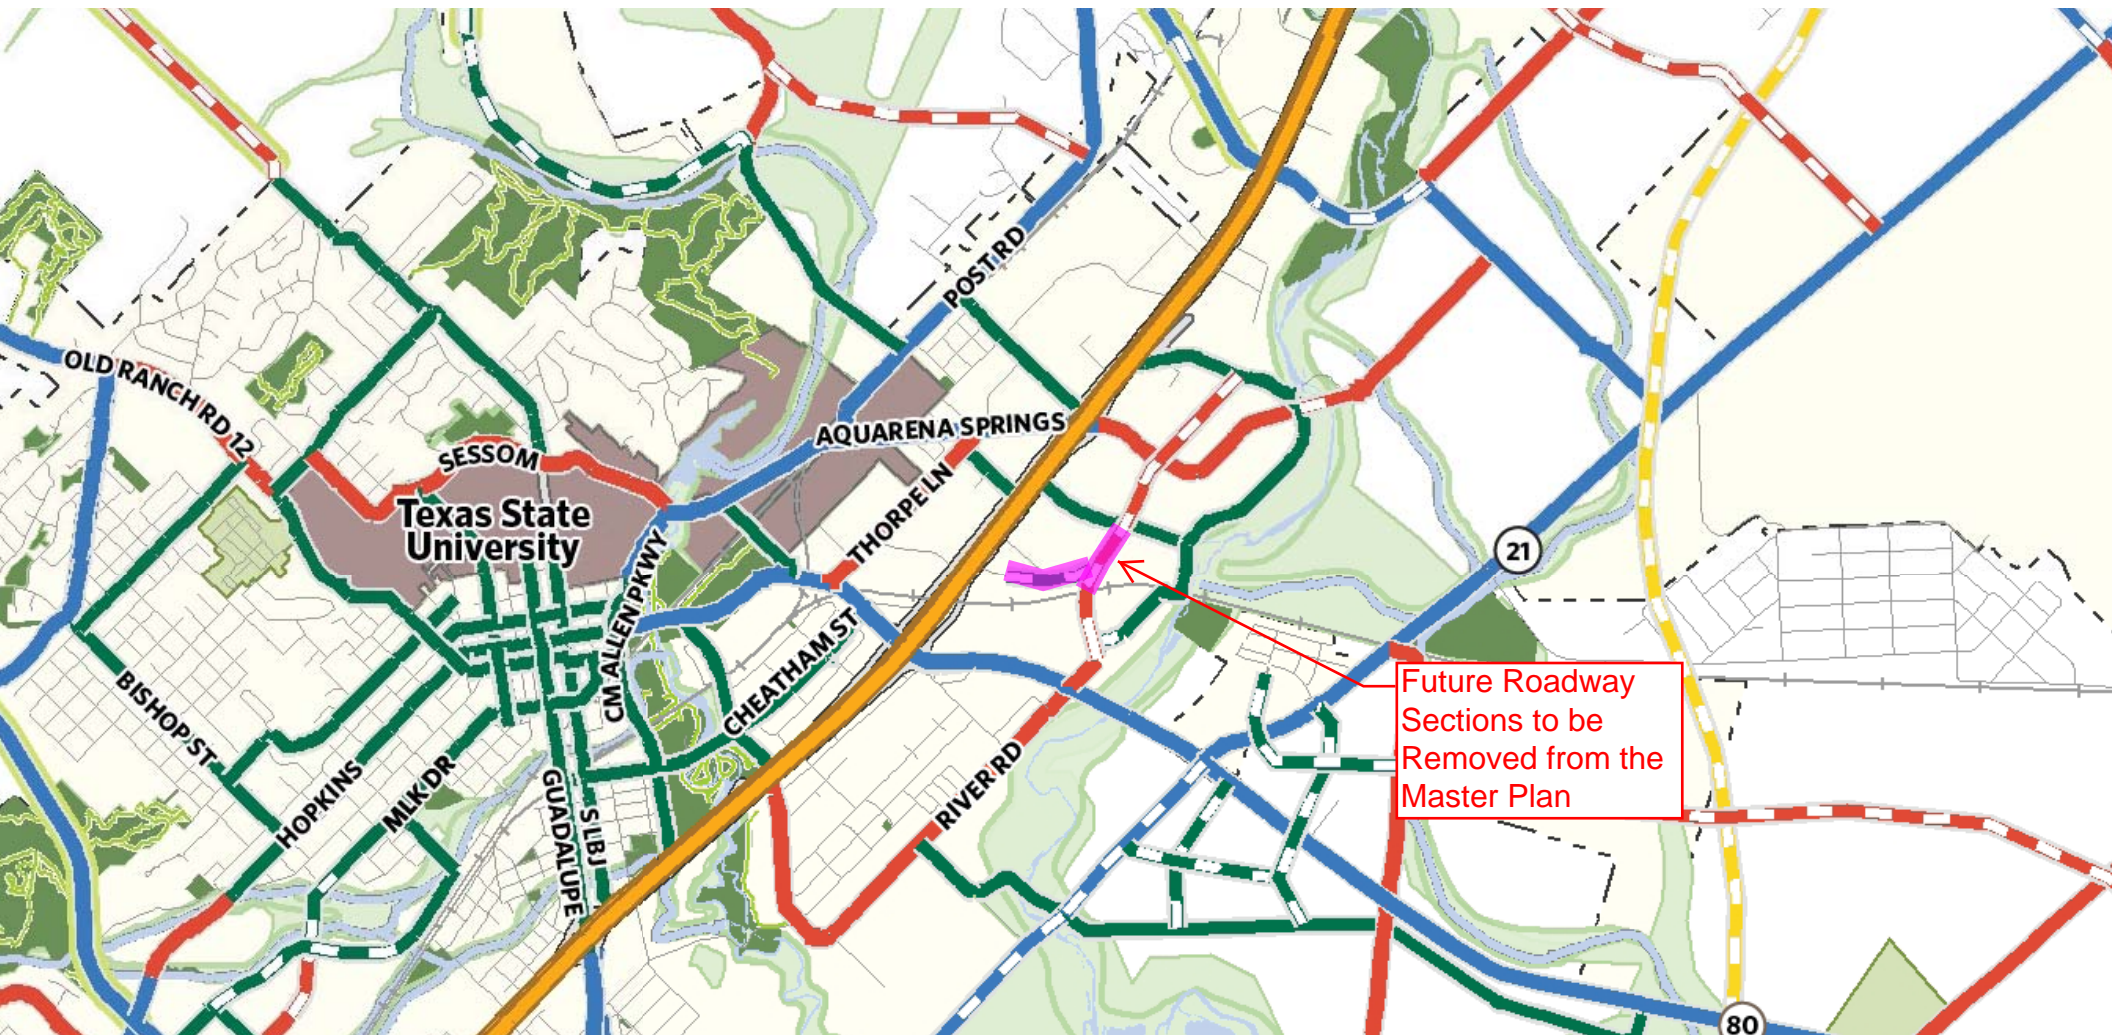 POST RD
OLD RANCH RD 12
AQUARENA SPRINGS
SESSOM
THORPE LN
Texas State
University
CM ALLEN PKWY
21
CHEATHAM ST
BISHOP ST
HOPKINS
MILK DR
GUADALUPE
S LBJ
RIVER RD
Future Roadway
Sections to be
Removed from the
Master Plan
80